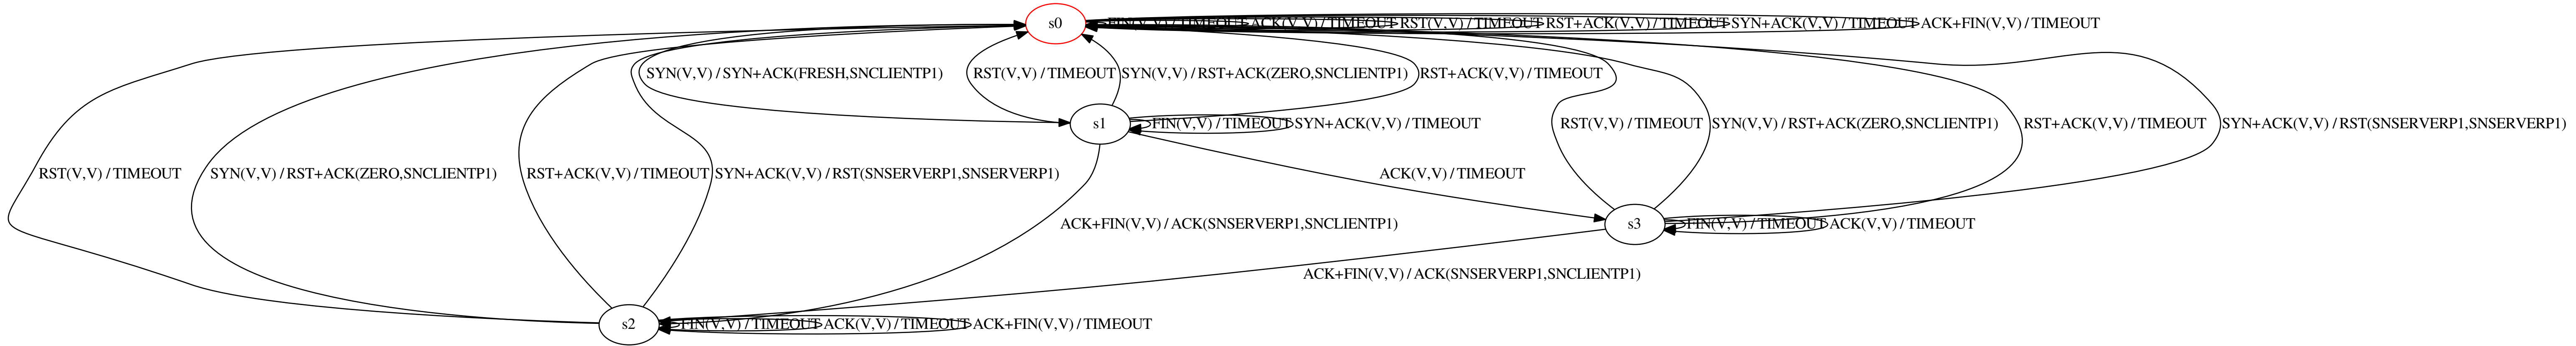 s0
FIN(V,V) / TIMEOUT
ACK(V,V) / TIMEOUT
RST(V,V) / TIMEOUT
RST+ACK(V,V) / TIMEOUT
SYN+ACK(V,V) / TIMEOUT
ACK+FIN(V,V) / TIMEOUT
SYN(V,V) / SYN+ACK(FRESH,SNCLIENTP1)
RST(V,V) / TIMEOUT
SYN(V,V) / RST+ACK(ZERO,SNCLIENTP1)
RST+ACK(V,V) / TIMEOUT
s1
FIN(V,V) / TIMEOUT
SYN+ACK(V,V) / TIMEOUT
RST(V,V) / TIMEOUT
SYN(V,V) / RST+ACK(ZERO,SNCLIENTP1)
RST+ACK(V,V) / TIMEOUT
SYN+ACK(V,V) / RST(SNSERVERP1,SNSERVERP1)
RST(V,V) / TIMEOUT
SYN(V,V) / RST+ACK(ZERO,SNCLIENTP1)
RST+ACK(V,V) / TIMEOUT
SYN+ACK(V,V) / RST(SNSERVERP1,SNSERVERP1)
ACK(V,V) / TIMEOUT
ACK+FIN(V,V) / ACK(SNSERVERP1,SNCLIENTP1)
s3
FIN(V,V) / TIMEOUT
ACK(V,V) / TIMEOUT
ACK+FIN(V,V) / ACK(SNSERVERP1,SNCLIENTP1)
s2
FIN(V,V) / TIMEOUT
ACK(V,V) / TIMEOUT
ACK+FIN(V,V) / TIMEOUT